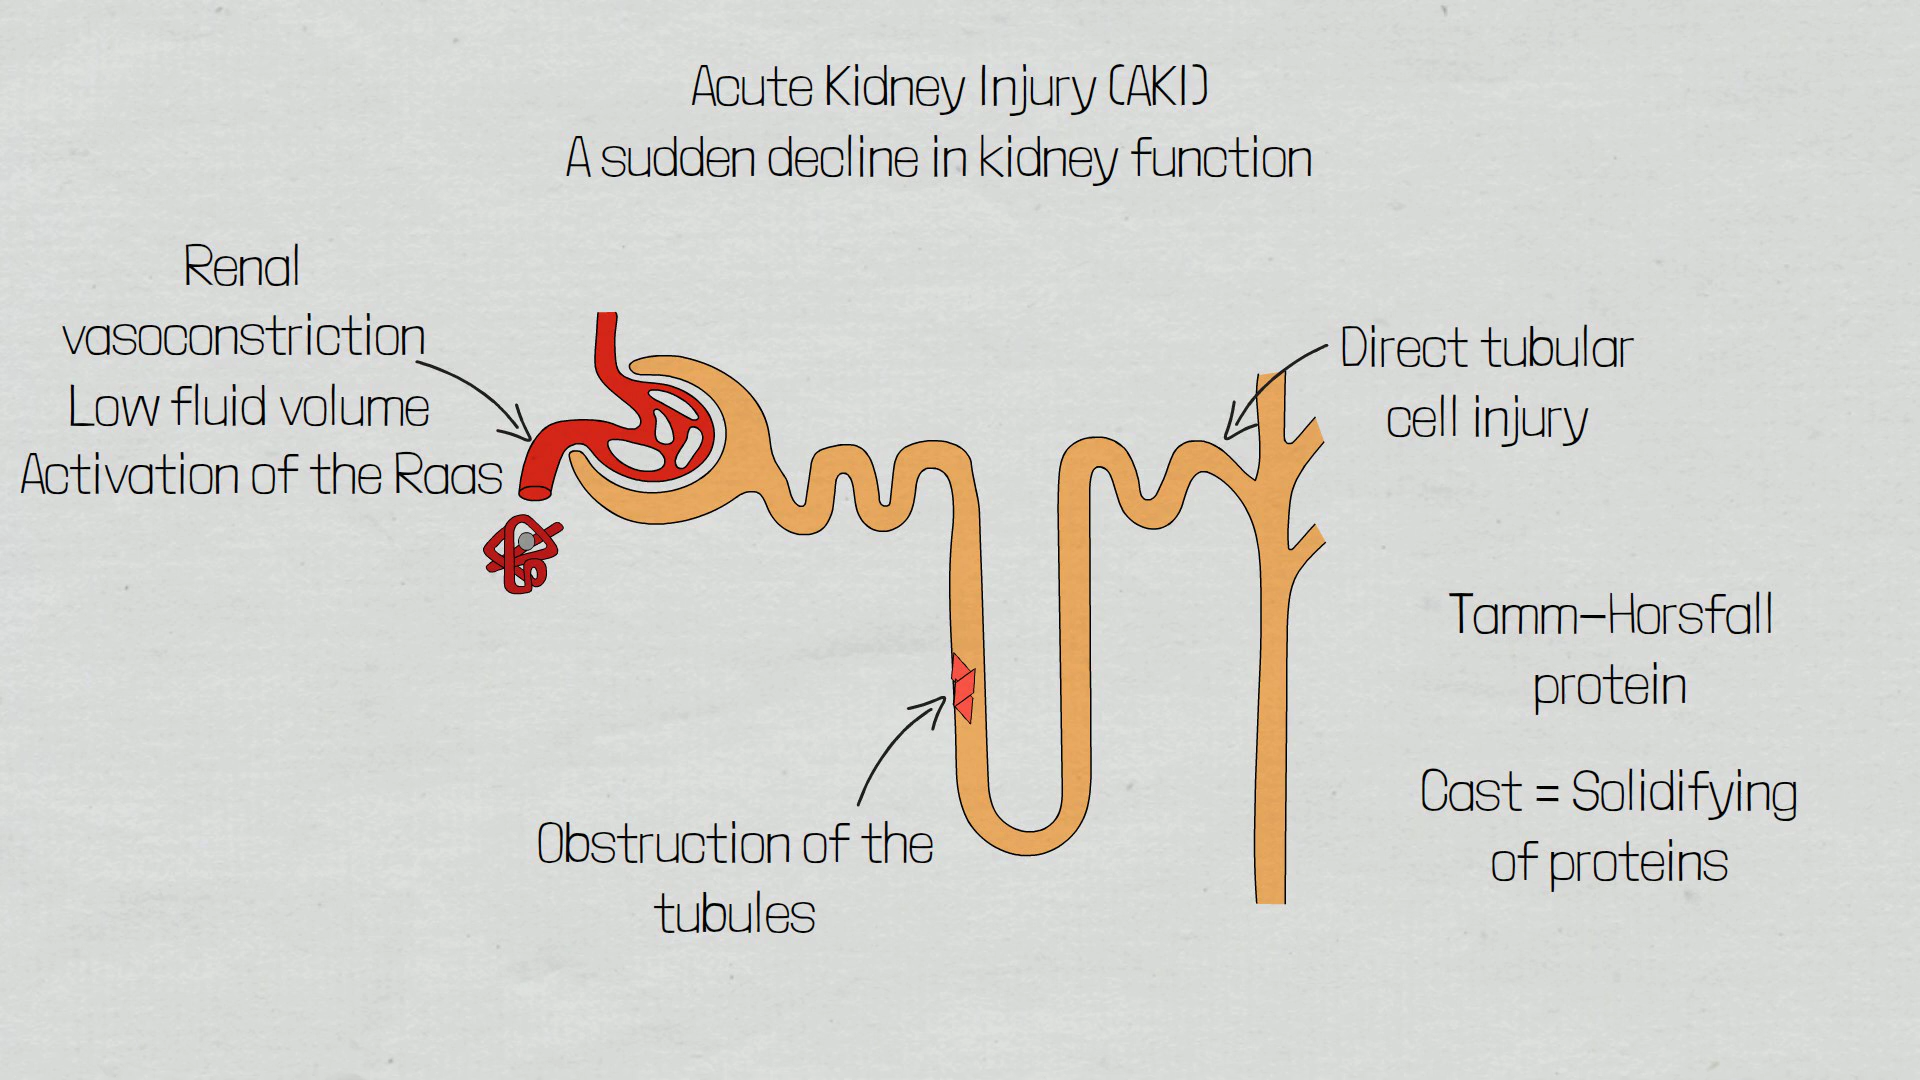 Acute Kidney Injury (AKI)
A sudden decline in kidney function
Renal
vasoconstriction
Low fluid volume
Activation of the Raas
Direct tubular
cell injury
Tamm-Horsfall
protein
Cast = Solidifying
of proteins
Obstruction of the
tubules